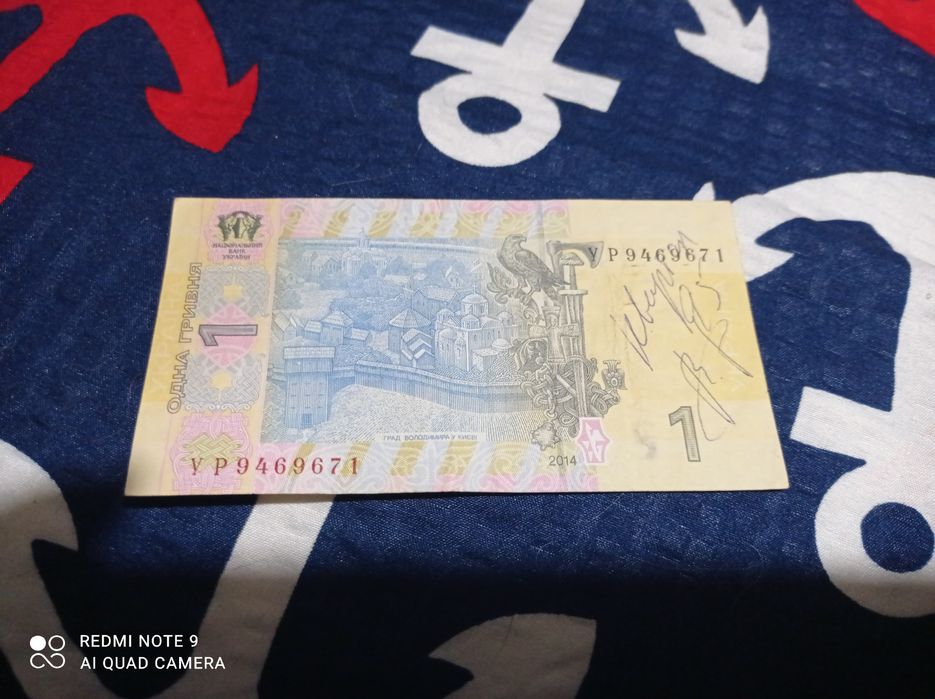 НАЦІОНАЛЬНИЙ
БАНК
УКРАЇНИ
УР9469671
ОДНА ГРИВНЯ
1
ГРАД ВОЛОДИМИРА У КИЄВІ
УР9469671
2014
1
REDMI NOTE 9
AI QUAD CAMERA